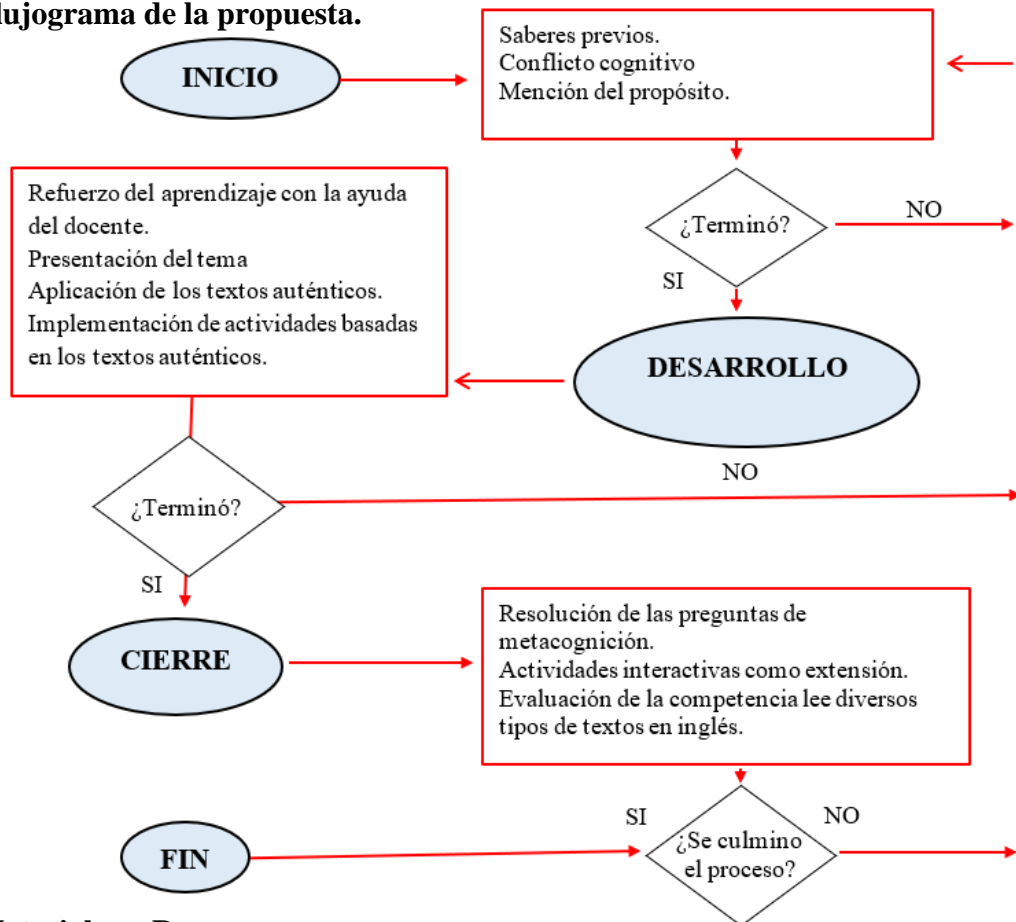 lujograma de la propuesta.
INICIO
Saberes previos.
Conflicto cognitivo
Mención del propósito.
¿Terminó?
NO
SI
DESARROLLO
Refuerzo del aprendizaje con la ayuda
del docente.
Presentación del tema
Aplicación de los textos auténticos.
Implementación de actividades basadas
en los textos auténticos.
¿Terminó?
NO
SI
CIERRE
Resolución de las preguntas de
metacognición.
Actividades interactivas como extensión.
Evaluación de la competencia lee diversos
tipos de textos en inglés.
SI
NO
¿Se culmino
el proceso?
FIN